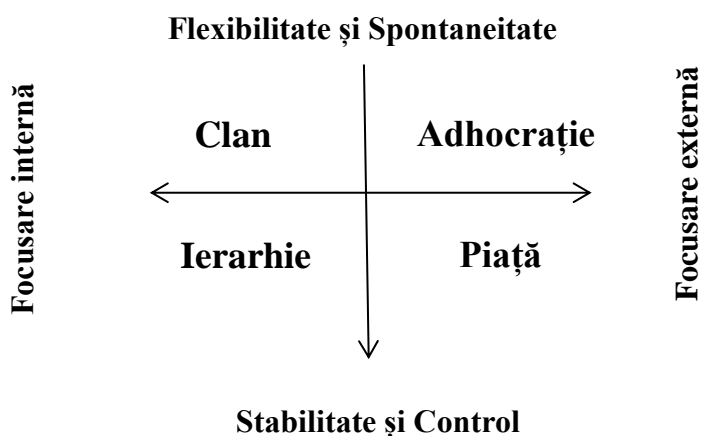 Flexibilitate și Spontaneitate
Focusare internă
Clan
Adhocrație
Focusare externă
Ierarhie
Piață
Stabilitate și Control